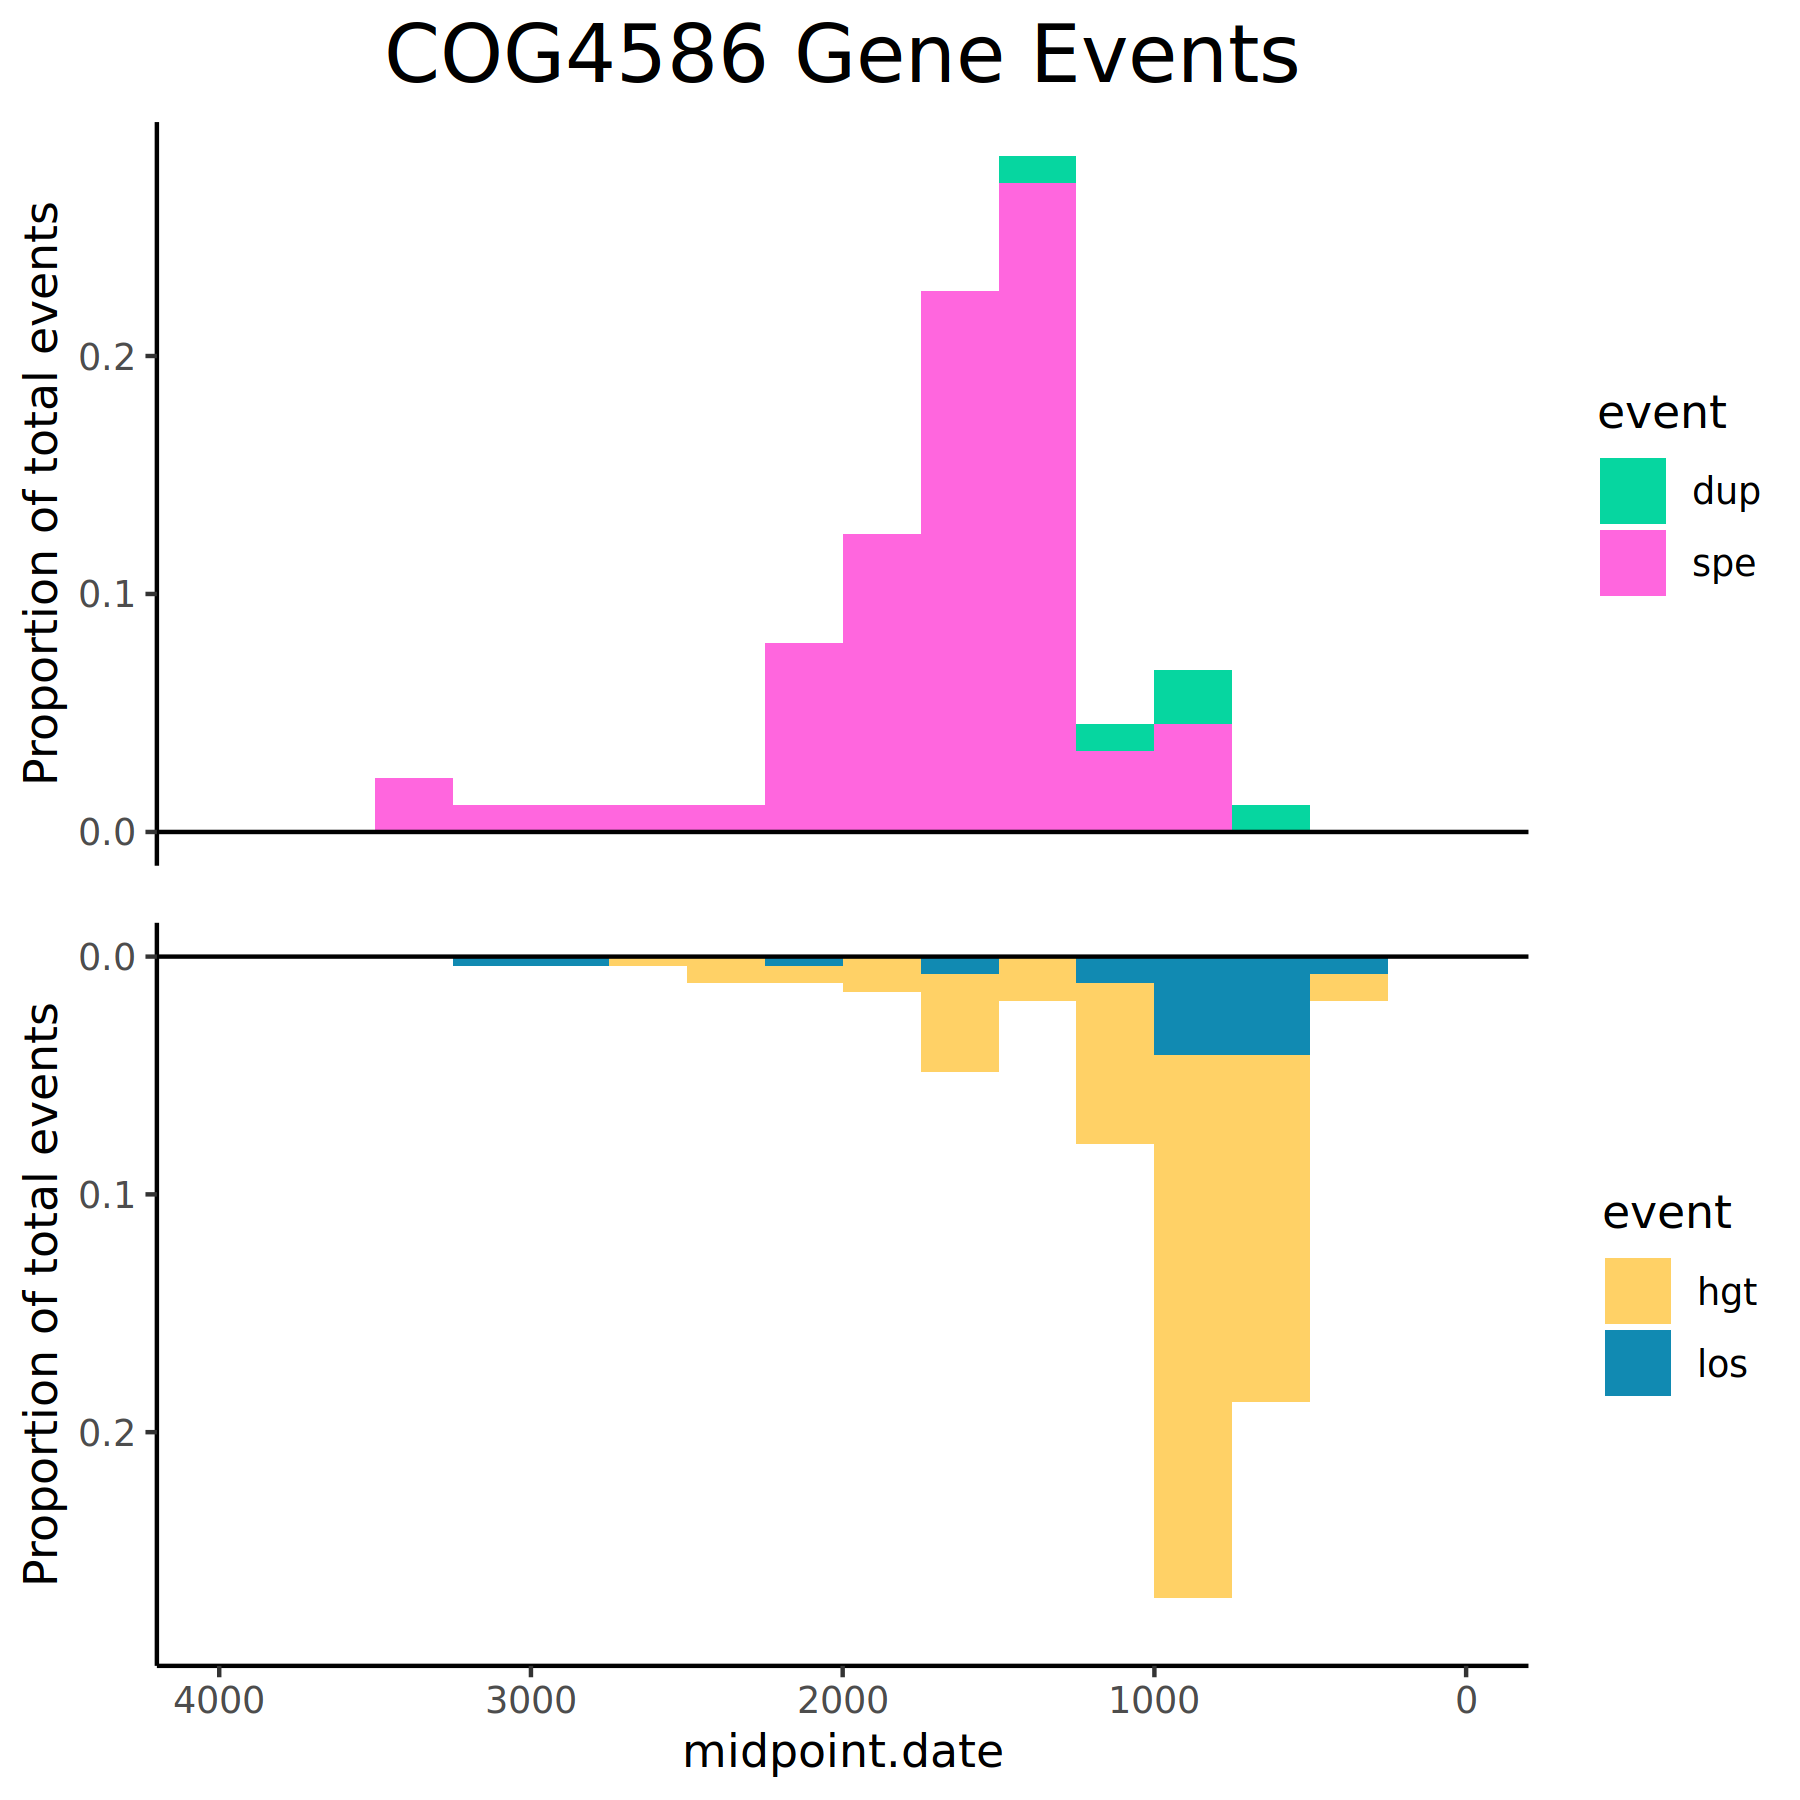 COG4586 Gene Events
Proportion of total events
0.2
0.1
0.0
event
dup
spe
Proportion of total events
0.0
0.1
0.2
event
hgt
los
4000 3000 2000 1000 0
midpoint.date